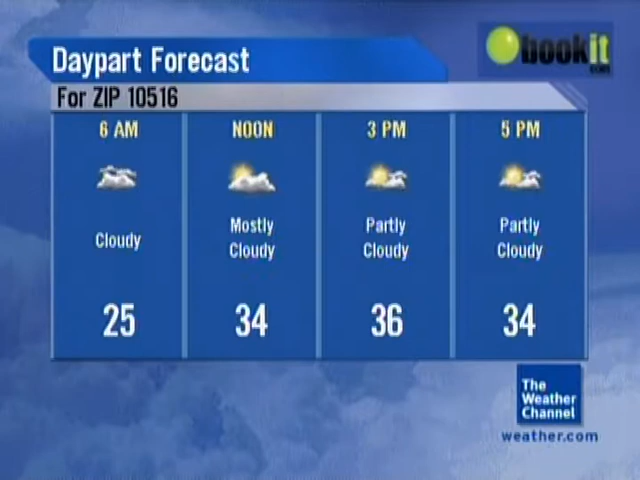 Daypart Forecast
bookit
.com
For ZIP 10516
6 AM
NOON
3 PM
5 PM
Cloudy
Mostly
Cloudy
Partly
Cloudy
Partly
Cloudy
25
34
36
34
The
Weather
Channel
weather.com